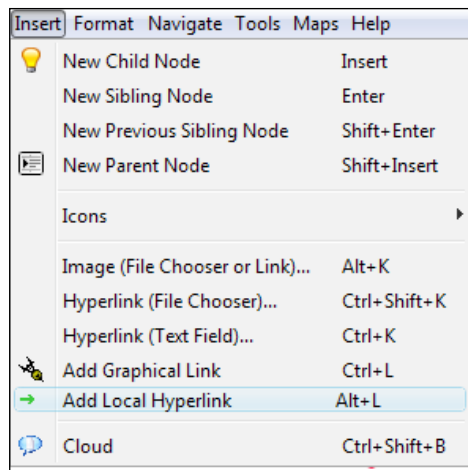 Insert Format Navigate Tools Maps Help
New Child Node Insert
New Sibling Node Enter
New Previous Sibling Node Shift+Enter
New Parent Node Shift+Insert
Icons
Image (File Chooser or Link)... Alt+K
Hyperlink (File Chooser)... Ctrl+Shift+K
Hyperlink (Text Field)... Ctrl+K
Add Graphical Link Ctrl+L
Add Local Hyperlink Alt+L
Cloud Ctrl+Shift+B